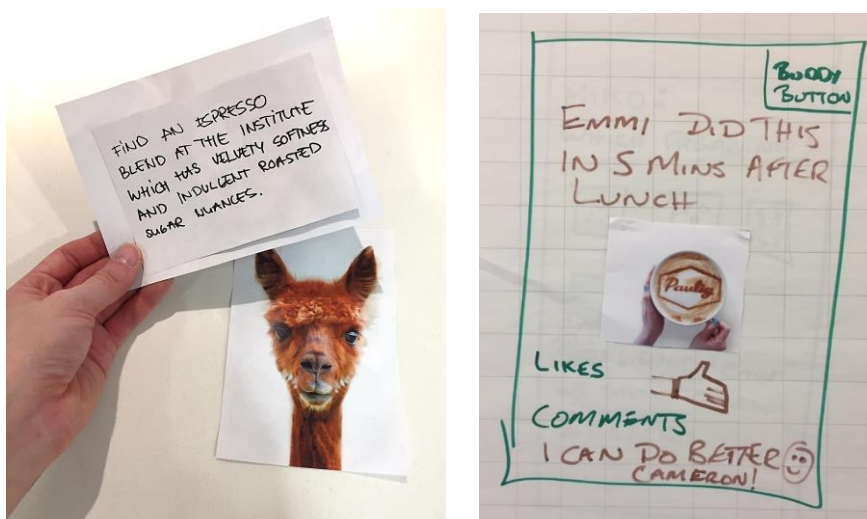 FIND AN ESPRESSO
BLEND AT THE INSTITUTE
WHICH HAS VELVETY SOFTNESS
AND INDULGENT ROASTED
SUGAR NUANCES.
BUDDY
BUTTON
EMMI DID THIS
IN 5 MINS AFTER
LUNCH
Paulig
LIKES
COMMENTS
I CAN DO BETTER
CAMERON!